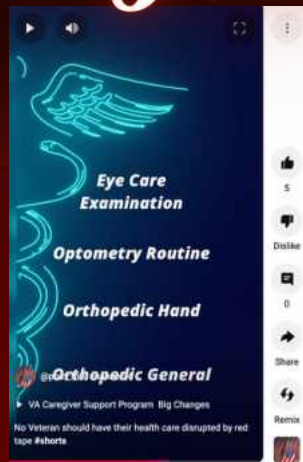 Eye Care
Examination
Optometry Routine
Orthopedic Hand
Orthopedic General
VA Caregiver Support Program Big Changes
No Veteran should have their health care disrupted by red
tape #shorts
5
Dislike
0
Share
Remix